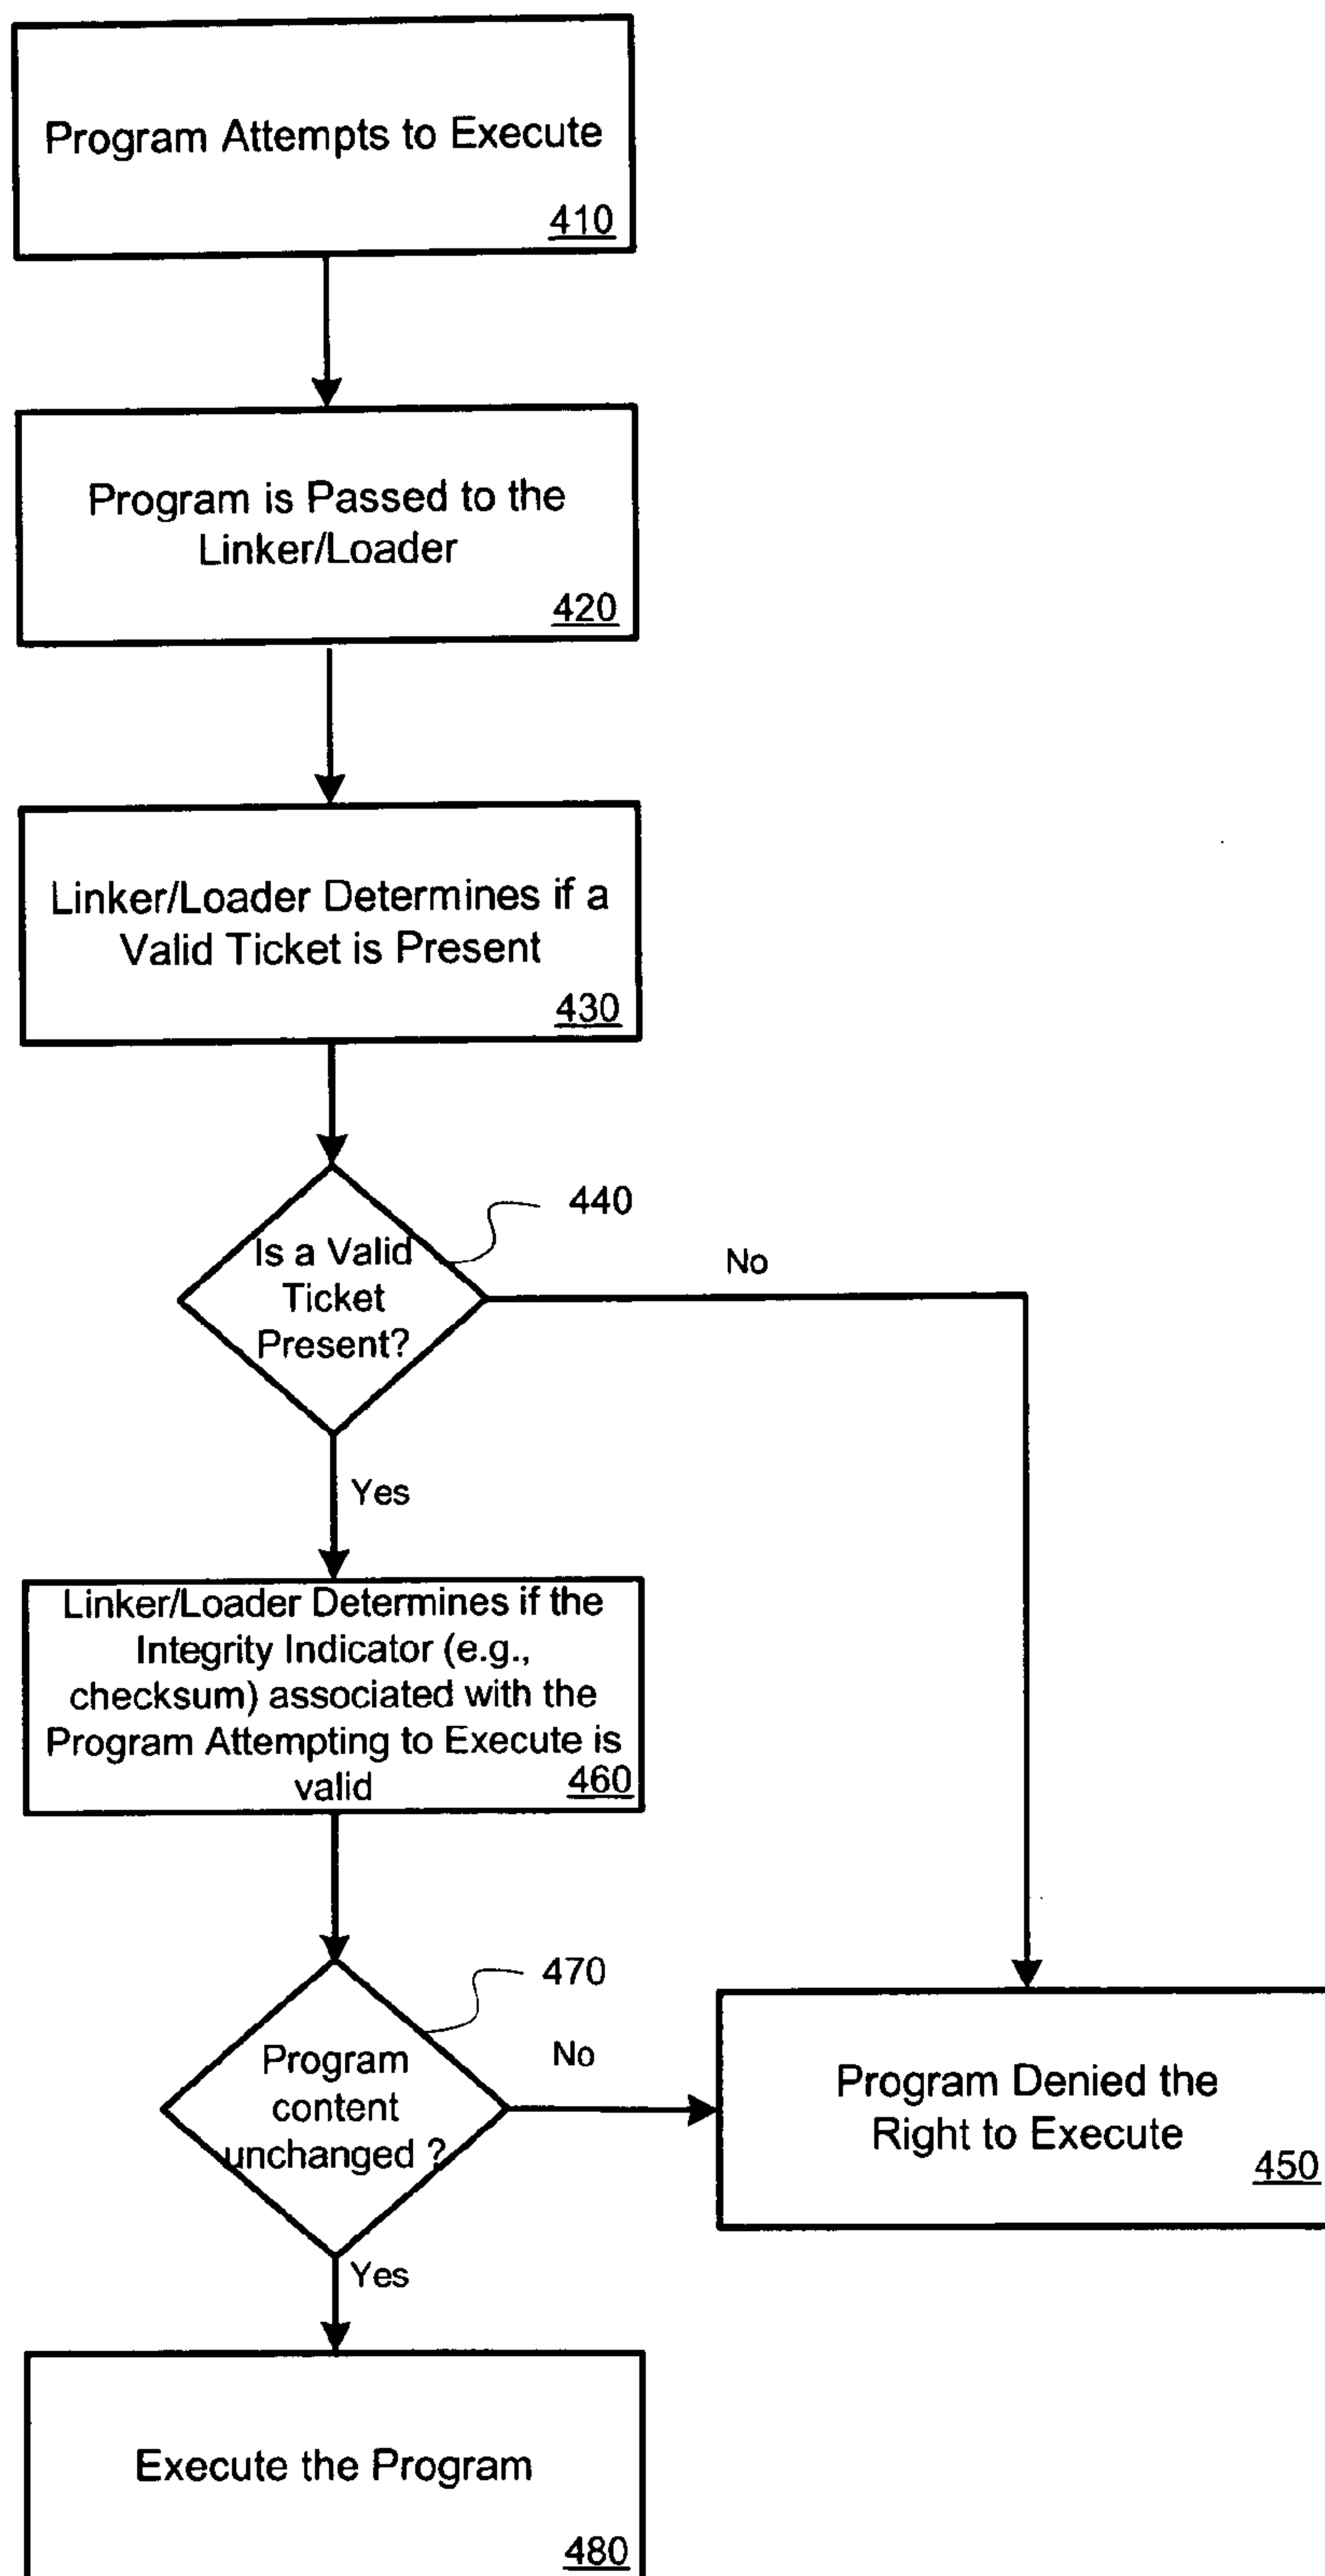 Program Attempts to Execute
410
Program is Passed to the
Linker/Loader
420
Linker/Loader Determines if a
Valid Ticket is Present
430
440
Is a Valid
Ticket
Present?
No
Yes
Linker/Loader Determines if the
Integrity Indicator (e.g.,
checksum) associated with the
Program Attempting to Execute is
valid
460
470
Program
content
unchanged ?
No
Program Denied the
Right to Execute
450
Yes
Execute the Program
480